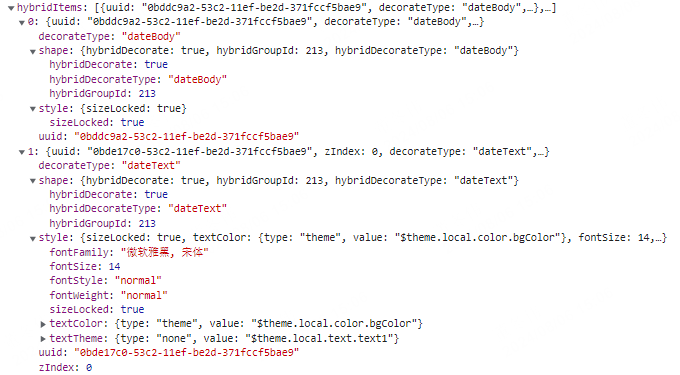 ▼ hybridItems: [{uuid: "0bddc9a2-53c2-11ef-be2d-371fccf5bae9", decorateType: "dateBody",…},…]
▼ 0: {uuid: "0bddc9a2-53c2-11ef-be2d-371fccf5bae9", decorateType: "dateBody",…}
decorateType: "dateBody"
▼ shape: {hybridDecorate: true, hybridGroupId: 213, hybridDecorateType: "dateBody"}
hybridDecorate: true
hybridDecorateType: "dateBody"
hybridGroupId: 213
▼ style: {sizeLocked: true}
sizeLocked: true
uuid: "0bddc9a2-53c2-11ef-be2d-371fccf5bae9"
▼ 1: {uuid: "0bde17c0-53c2-11ef-be2d-371fccf5bae9", zIndex: 0, decorateType: "dateText",…}
decorateType: "dateText"
▼ shape: {hybridDecorate: true, hybridGroupId: 213, hybridDecorateType: "dateText"}
hybridDecorate: true
hybridDecorateType: "dateText"
hybridGroupId: 213
▼ style: {sizeLocked: true, textColor: {type: "theme", value: "$theme.local.color.bgColor"}, fontSize: 14,…}
fontFamily: "微软雅黑, 宋体"
fontSize: 14
fontStyle: "normal"
fontWeight: "normal"
sizeLocked: true
▶ textColor: {type: "theme", value: "$theme.local.color.bgColor"}
▶ textTheme: {type: "none", value: "$theme.local.text.text1"}
uuid: "0bde17c0-53c2-11ef-be2d-371fccf5bae9"
zIndex: 0